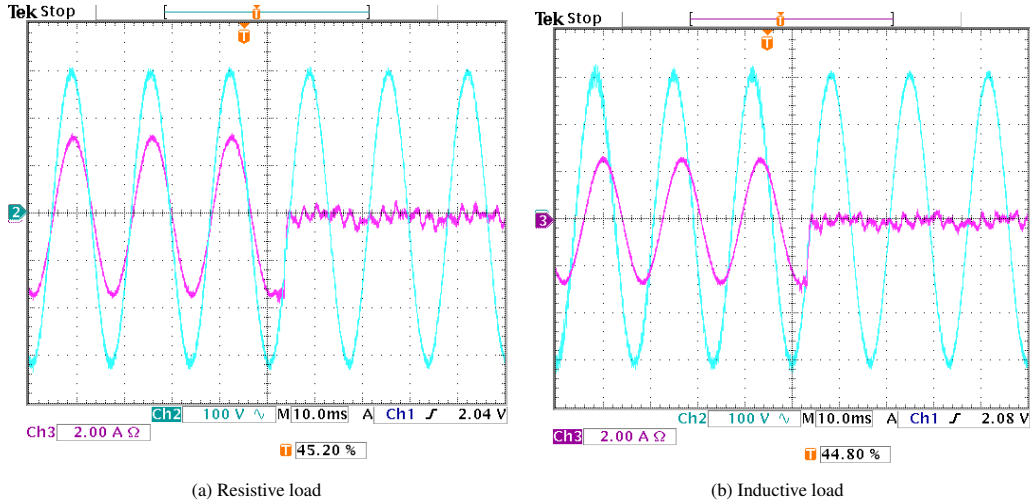 Tek Stop
T
T
2
Ch2 100 V ∿ M 10.0ms A Ch1 ʃ 2.04 V
Ch3 2.00 A Ω
T 45.20 %
(a) Resistive load
Tek Stop
T
T
3
Ch2 100 V ∿ M 10.0ms A Ch1 ʃ 2.08 V
Ch3 2.00 A Ω
T 44.80 %
(b) Inductive load